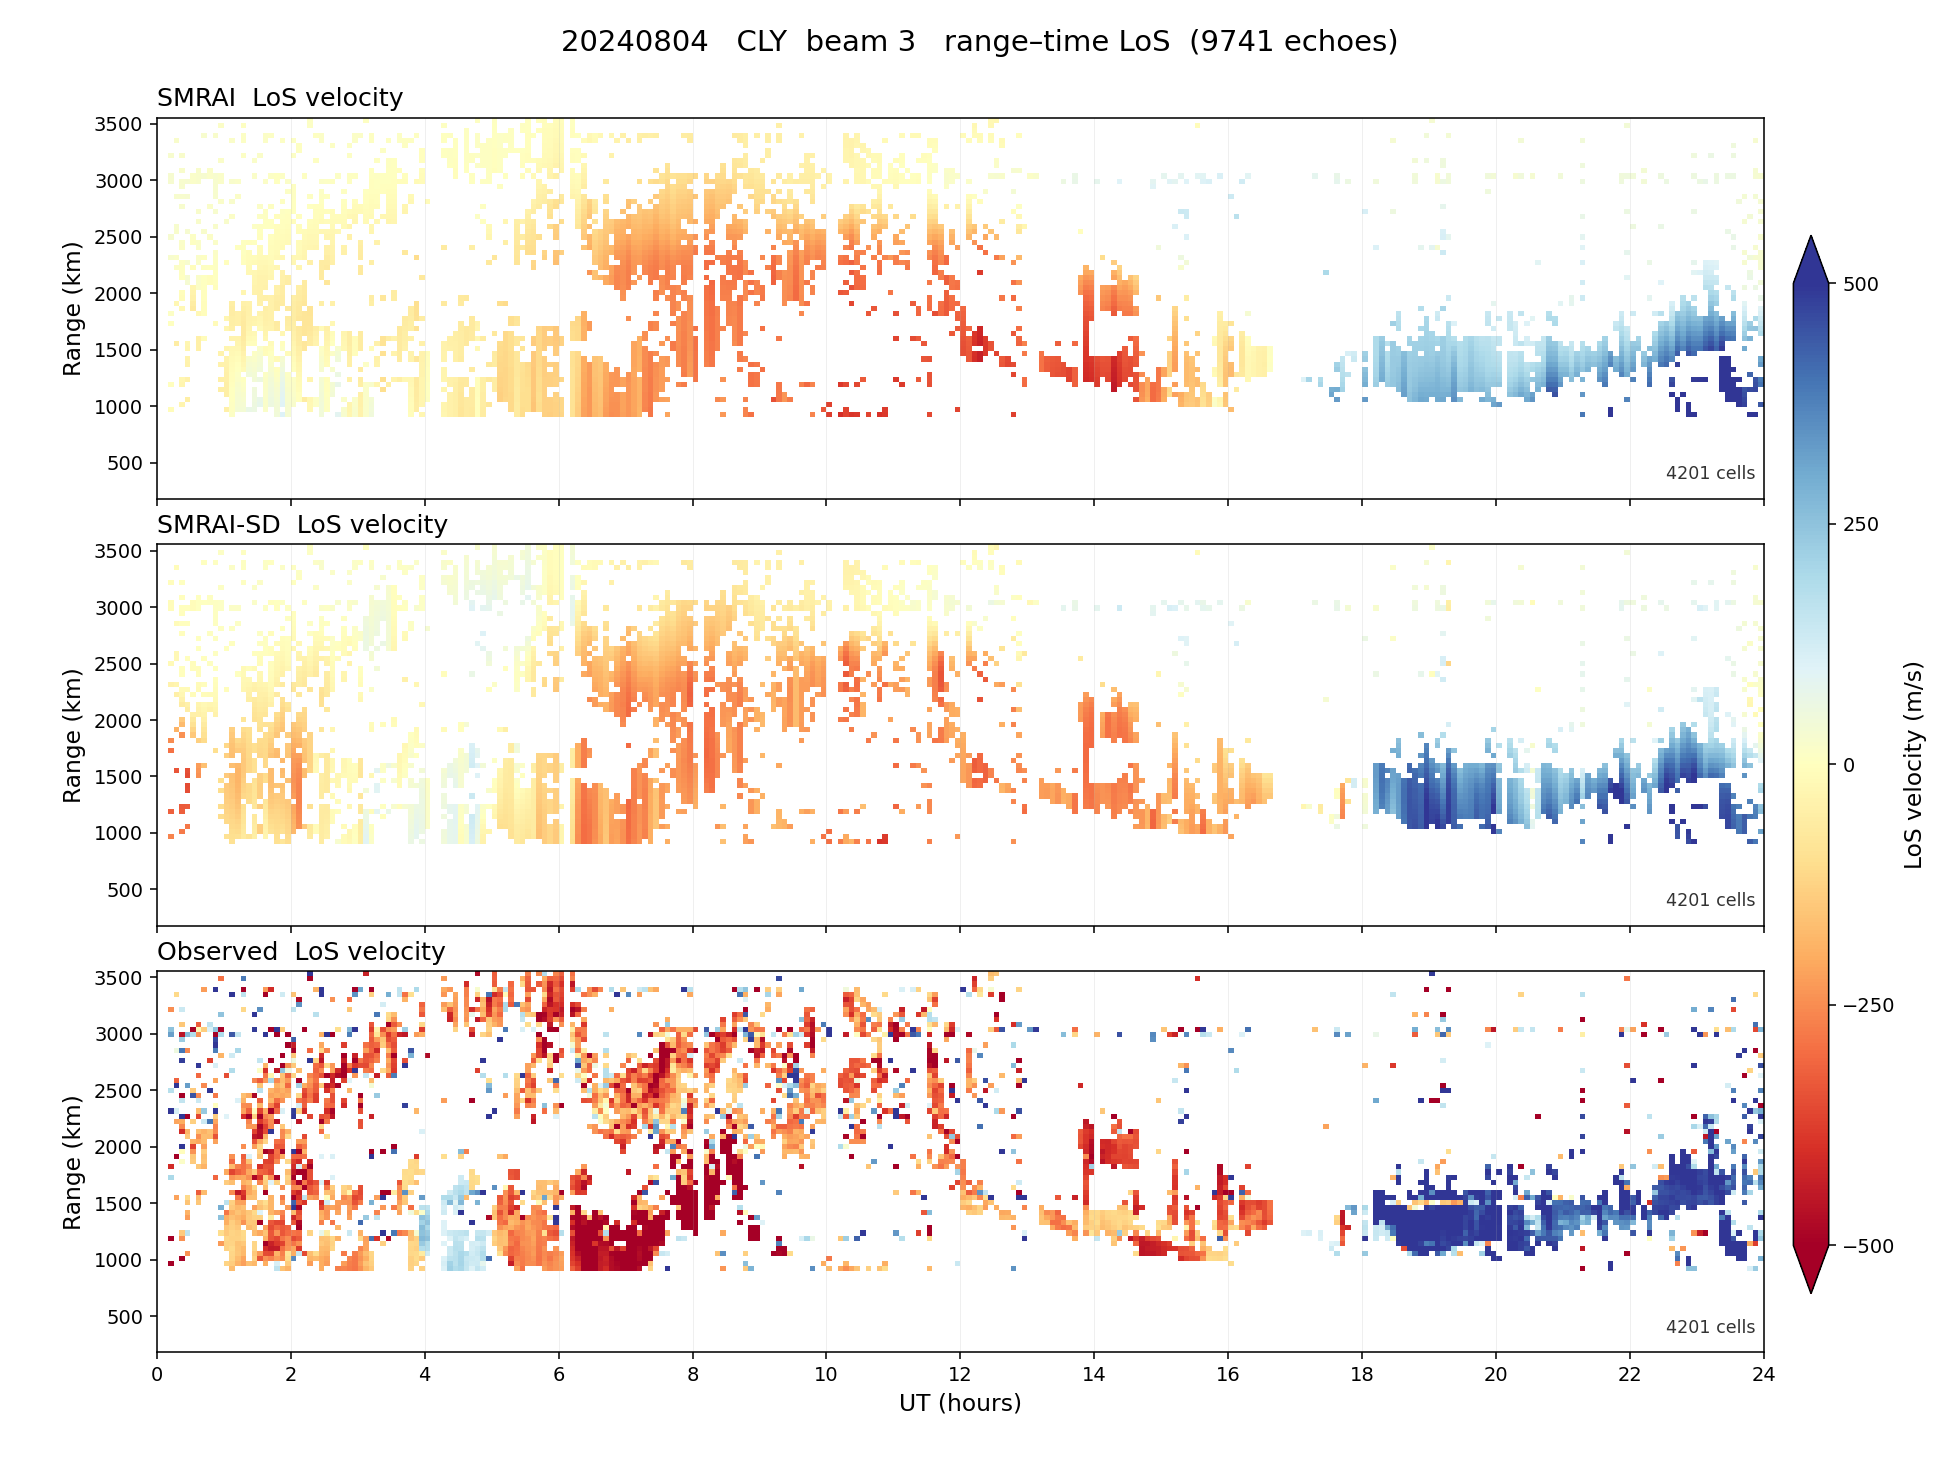 20240804   CLY  beam 3   range–time LoS  (9741 echoes)
SMRAI  LoS velocity
3500
3000
2500
2000
1500
1000
500
Range (km)
4201 cells
SMRAI-SD  LoS velocity
3500
3000
2500
2000
1500
1000
500
Range (km)
4201 cells
Observed  LoS velocity
3500
3000
2500
2000
1500
1000
500
Range (km)
4201 cells
0 2 4 6 8 10 12 14 16 18 20 22 24
UT (hours)
500
250
0
−250
−500
LoS velocity (m/s)